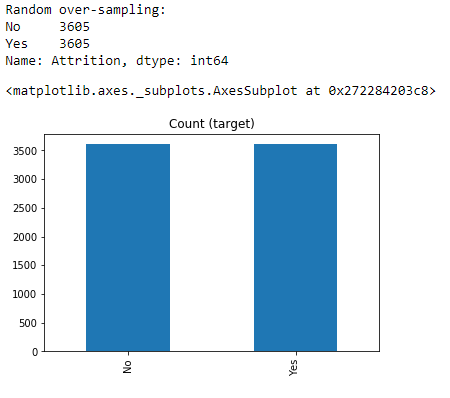 Random over-sampling:
No     3605
Yes    3605
Name: Attrition, dtype: int64
<matplotlib.axes._subplots.AxesSubplot at 0x272284203c8>
Count (target)
3500
3000
2500
2000
1500
1000
500
0
No
Yes